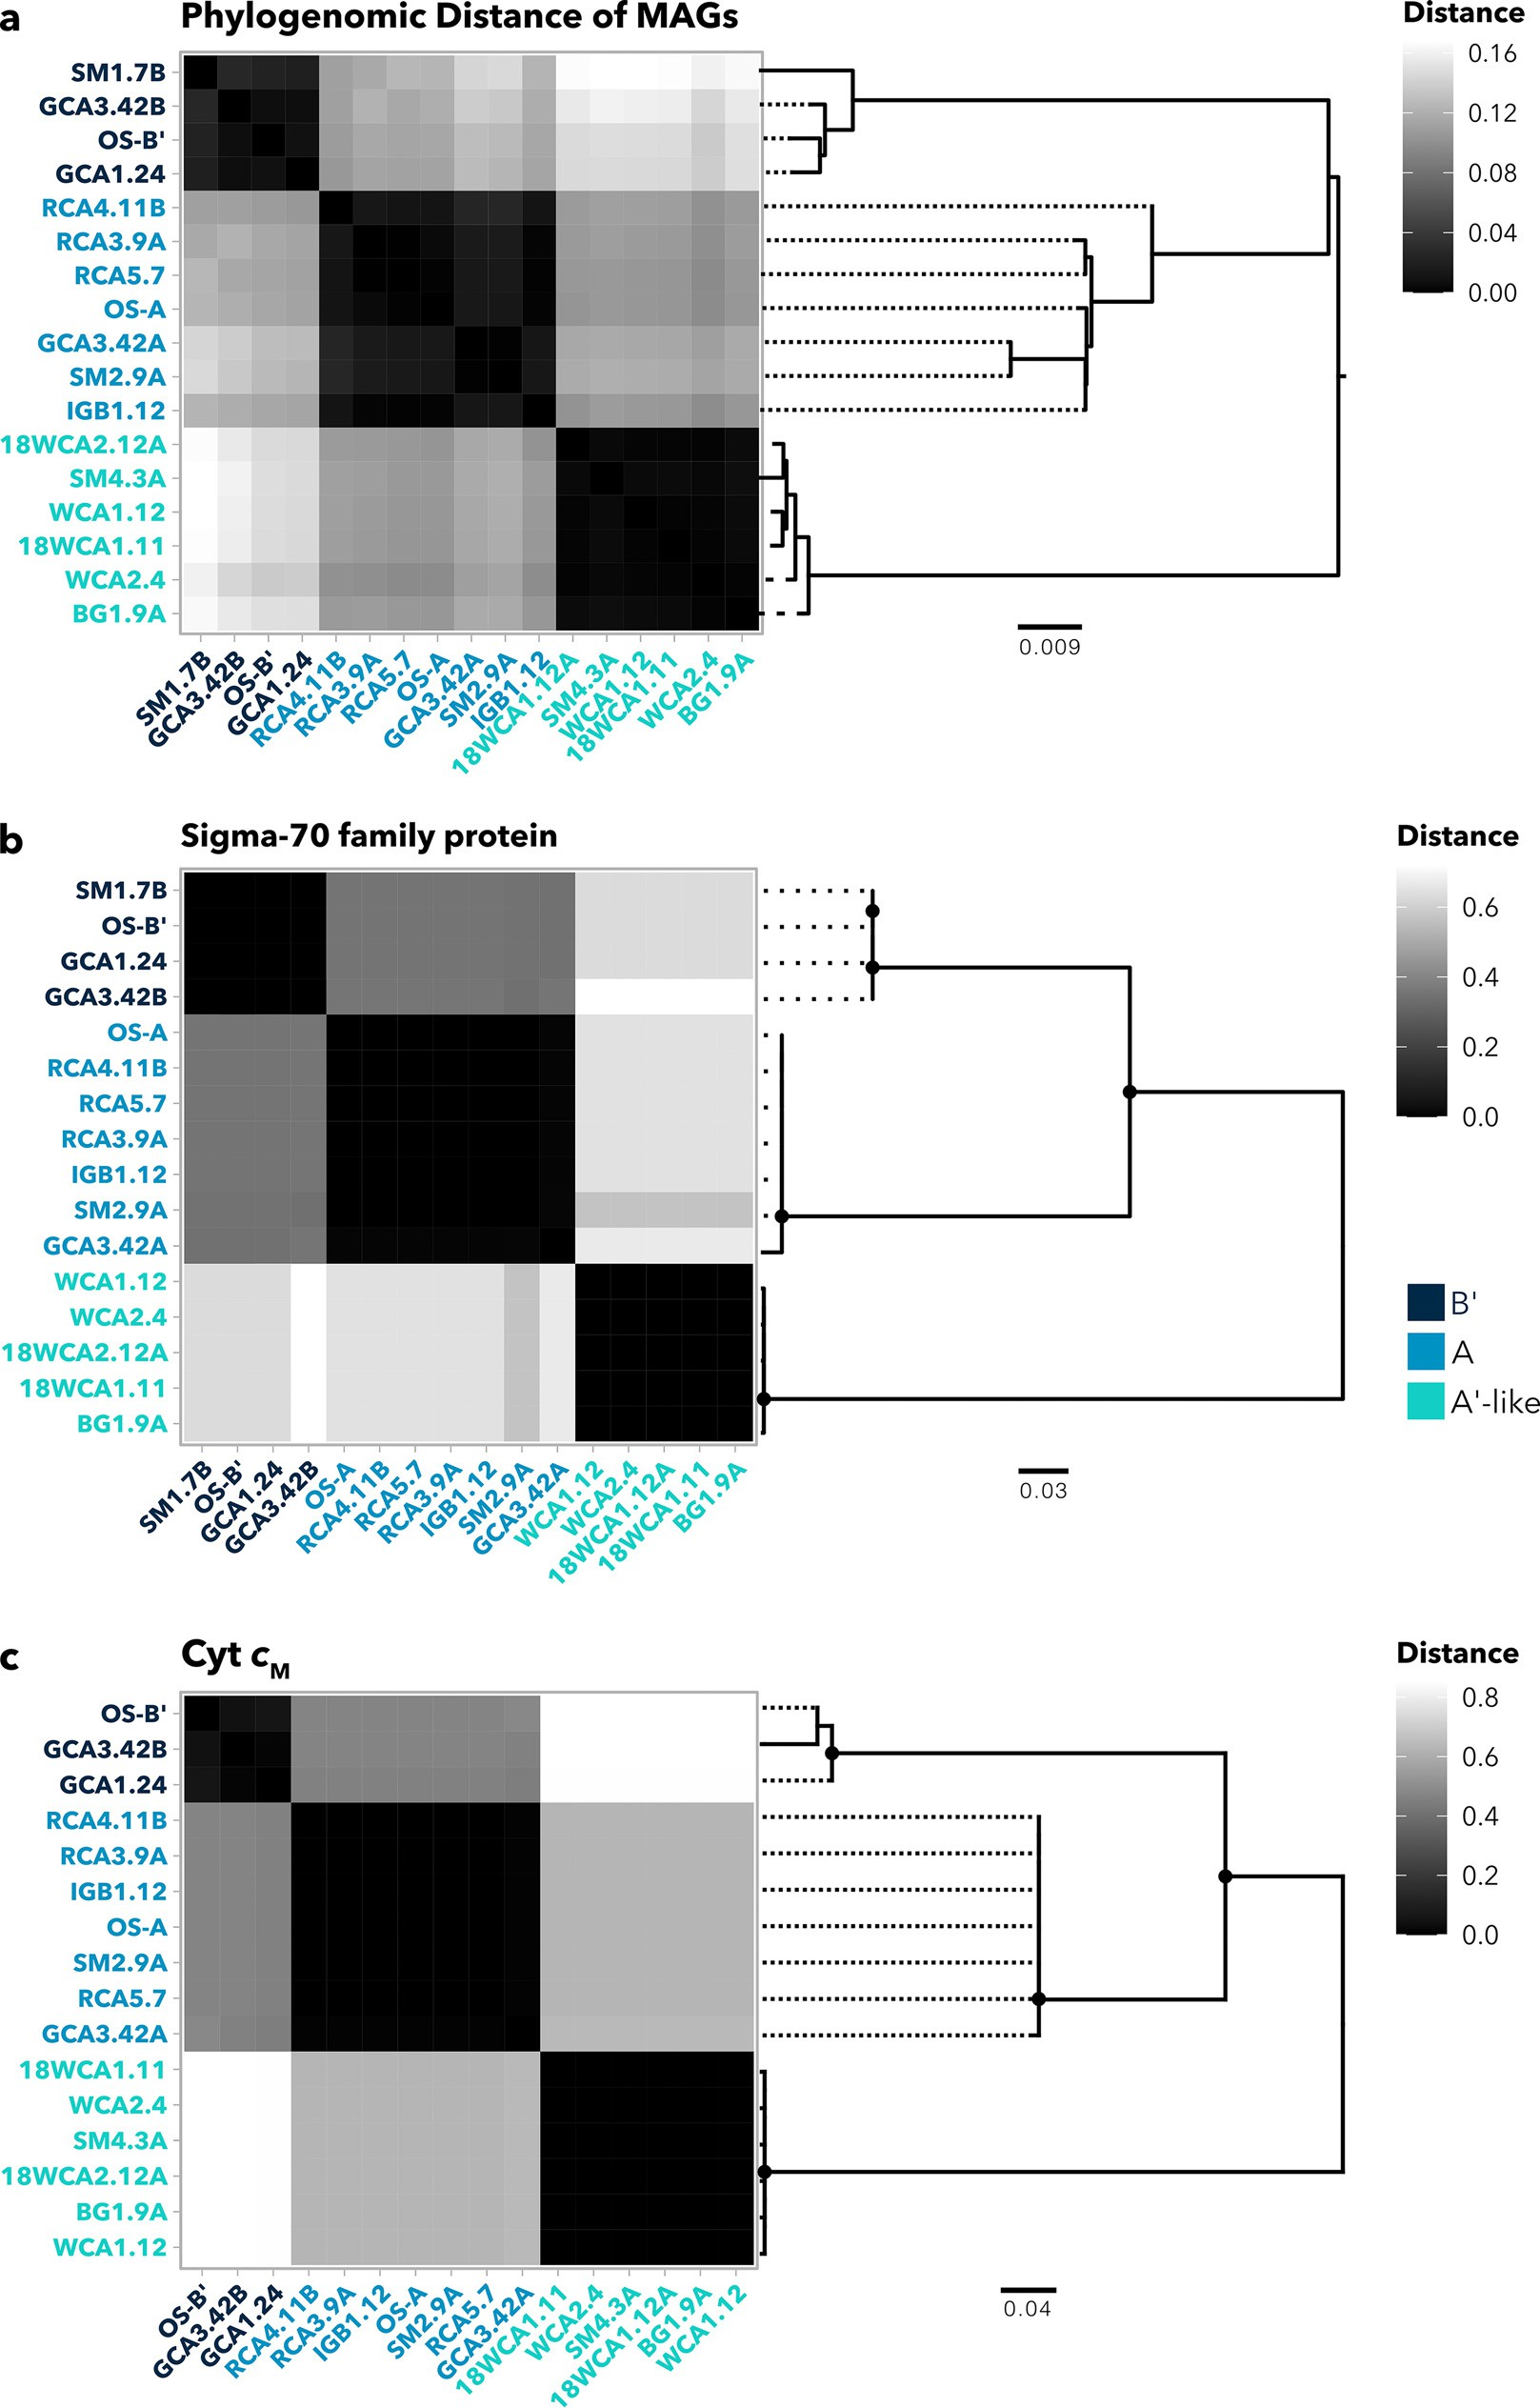 a
Phylogenomic Distance of MAGs
Distance
SM1.7B
GCA3.42B
OS-B'
GCA1.24
RCA4.11B
RCA3.9A
RCA5.7
OS-A
GCA3.42A
SM2.9A
IGB1.12
18WCA2.12A
SM4.3A
WCA1.12
18WCA1.11
WCA2.4
BG1.9A
0.16
0.12
0.08
0.04
0.00
0.009
SM1.7B
GCA3.42B
OS-B'
GCA1.24
RCA4.11B
RCA3.9A
RCA5.7
OS-A
GCA3.42A
SM2.9A
IGB1.12
18WCA1.12A
SM4.3A
WCA1.12
18WCA1.11
WCA2.4
BG1.9A
b
Sigma-70 family protein
Distance
SM1.7B
OS-B'
GCA1.24
GCA3.42B
OS-A
RCA4.11B
RCA5.7
RCA3.9A
IGB1.12
SM2.9A
GCA3.42A
WCA1.12
WCA2.4
18WCA2.12A
18WCA1.11
BG1.9A
0.6
0.4
0.2
0.0
B'
A
A'-like
0.03
SM1.7B
OS-B'
GCA1.24
GCA3.42B
OS-A
RCA4.11B
RCA5.7
RCA3.9A
IGB1.12
SM2.9A
GCA3.42A
WCA1.12
WCA2.4
18WCA1.12A
18WCA1.11
BG1.9A
c
Cyt cM
Distance
OS-B'
GCA3.42B
GCA1.24
RCA4.11B
RCA3.9A
IGB1.12
OS-A
SM2.9A
RCA5.7
GCA3.42A
18WCA1.11
WCA2.4
SM4.3A
18WCA2.12A
BG1.9A
WCA1.12
0.8
0.6
0.4
0.2
0.0
0.04
OS-B'
GCA3.42B
GCA1.24
RCA4.11B
RCA3.9A
IGB1.12
OS-A
SM2.9A
RCA5.7
GCA3.42A
18WCA1.11
WCA2.4
SM4.3A
18WCA1.12A
BG1.9A
WCA1.12